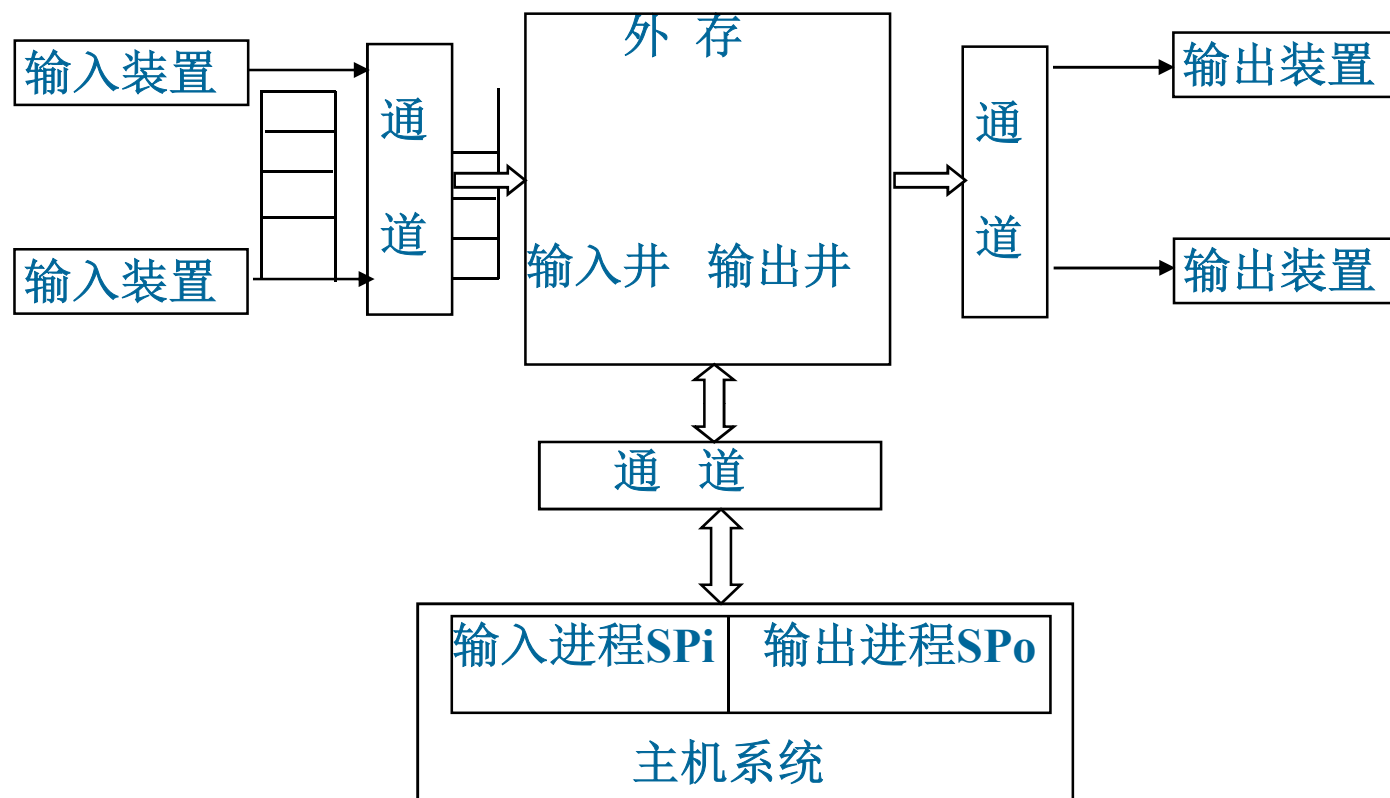 外 存
输入装置
通
道
输入装置
输入井 输出井
通
道
输出装置
输出装置
通 道
输入进程SPi
输出进程SPo
主机系统